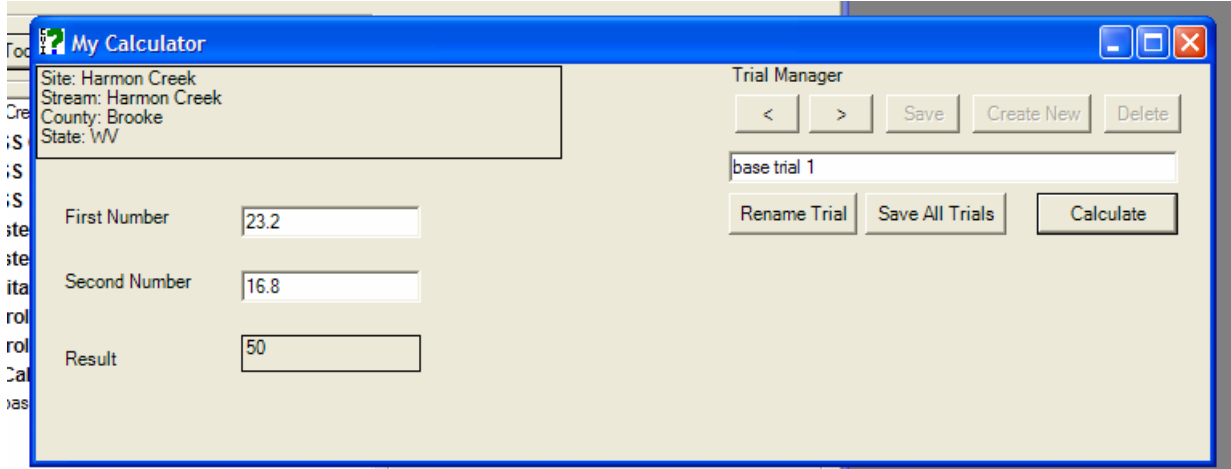 My Calculator
Site: Harmon Creek
Stream: Harmon Creek
County: Brooke
State: WV
Trial Manager
< > Save Create New Delete
base trial 1
Rename Trial Save All Trials Calculate
First Number 23.2
Second Number 16.8
Result 50